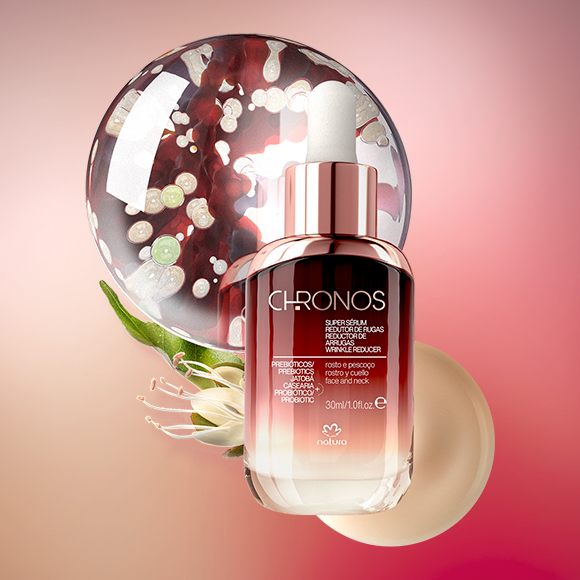 CHRONOS
SUPER SÉRUM
REDUTOR DE RUGAS
REDUCTOR DE
ARRUGAS
WRINKLE REDUCER
PREBIÓTICOS/
PREBIOTICS
JATOBÁ
CASEARIA
PROBIÓTICO/
PROBIOTIC
+
rosto e pescoço
rostro y cuello
face and neck
30ml/1.0fl.oz. e
natura